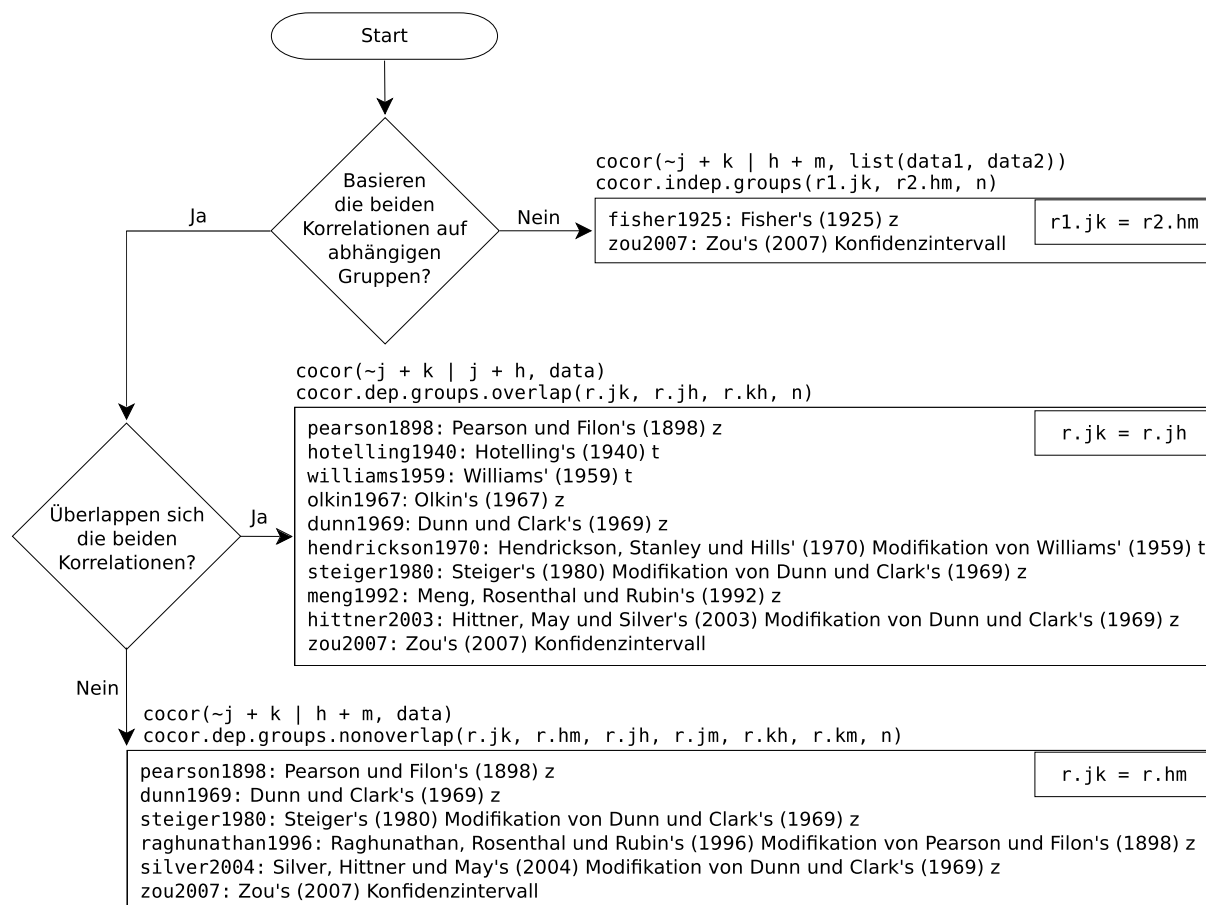 Start
Basieren
die beiden
Korrelationen auf
abhängigen
Gruppen?
Ja
Nein
cocor(~j + k | h + m, list(data1, data2))
cocor.indep.groups(r1.jk, r2.hm, n)
fisher1925: Fisher's (1925) z
zou2007: Zou's (2007) Konfidenzintervall
r1.jk = r2.hm
Überlappen sich
die beiden
Korrelationen?
Ja
Nein
cocor(~j + k | j + h, data)
cocor.dep.groups.overlap(r.jk, r.jh, r.kh, n)
pearson1898: Pearson und Filon's (1898) z
hotelling1940: Hotelling's (1940) t
williams1959: Williams' (1959) t
olkin1967: Olkin's (1967) z
dunn1969: Dunn und Clark's (1969) z
hendrickson1970: Hendrickson, Stanley und Hills' (1970) Modifikation von Williams' (1959) t
steiger1980: Steiger's (1980) Modifikation von Dunn und Clark's (1969) z
meng1992: Meng, Rosenthal und Rubin's (1992) z
hittner2003: Hittner, May und Silver's (2003) Modifikation von Dunn und Clark's (1969) z
zou2007: Zou's (2007) Konfidenzintervall
r.jk = r.jh
cocor(~j + k | h + m, data)
cocor.dep.groups.nonoverlap(r.jk, r.hm, r.jh, r.jm, r.kh, r.km, n)
pearson1898: Pearson und Filon's (1898) z
dunn1969: Dunn und Clark's (1969) z
steiger1980: Steiger's (1980) Modifikation von Dunn und Clark's (1969) z
raghunathan1996: Raghunathan, Rosenthal und Rubin's (1996) Modifikation von Pearson und Filon's (1898) z
silver2004: Silver, Hittner und May's (2004) Modifikation von Dunn und Clark's (1969) z
zou2007: Zou's (2007) Konfidenzintervall
r.jk = r.hm